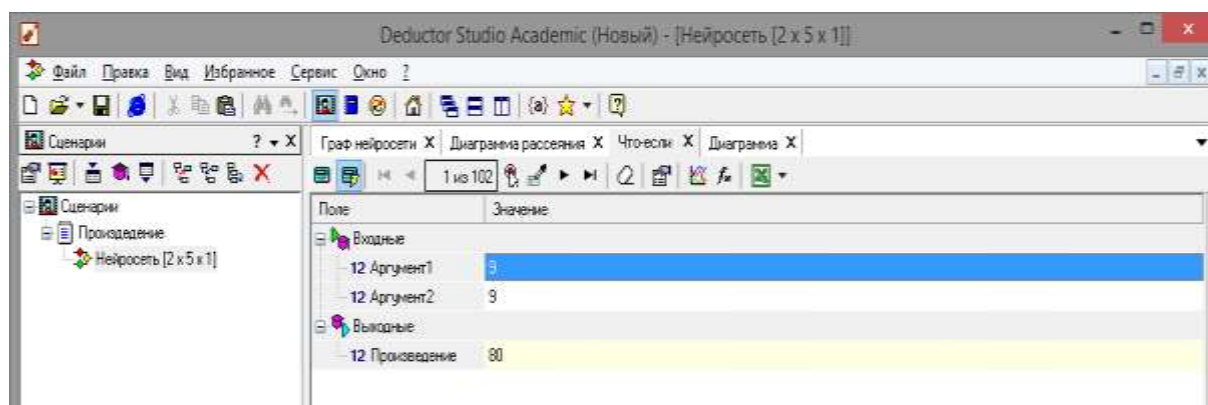 Deductor Studio Academic (Новый) - [Нейросеть [2 x 5 x 1]]
Файл Правка Вид Избранное Сервис Окно ?
Сценарии ?
Граф нейросети X Диаграмма рассеяния X Что-если X Диаграмма X
1 из 102
Сценарии
Произдедение
Нейросеть [2 x 5 x 1]
Поле Значение
Входные
12 Аргумент1 9
12 Аргумент2 9
Выходные
12 Произведение 80